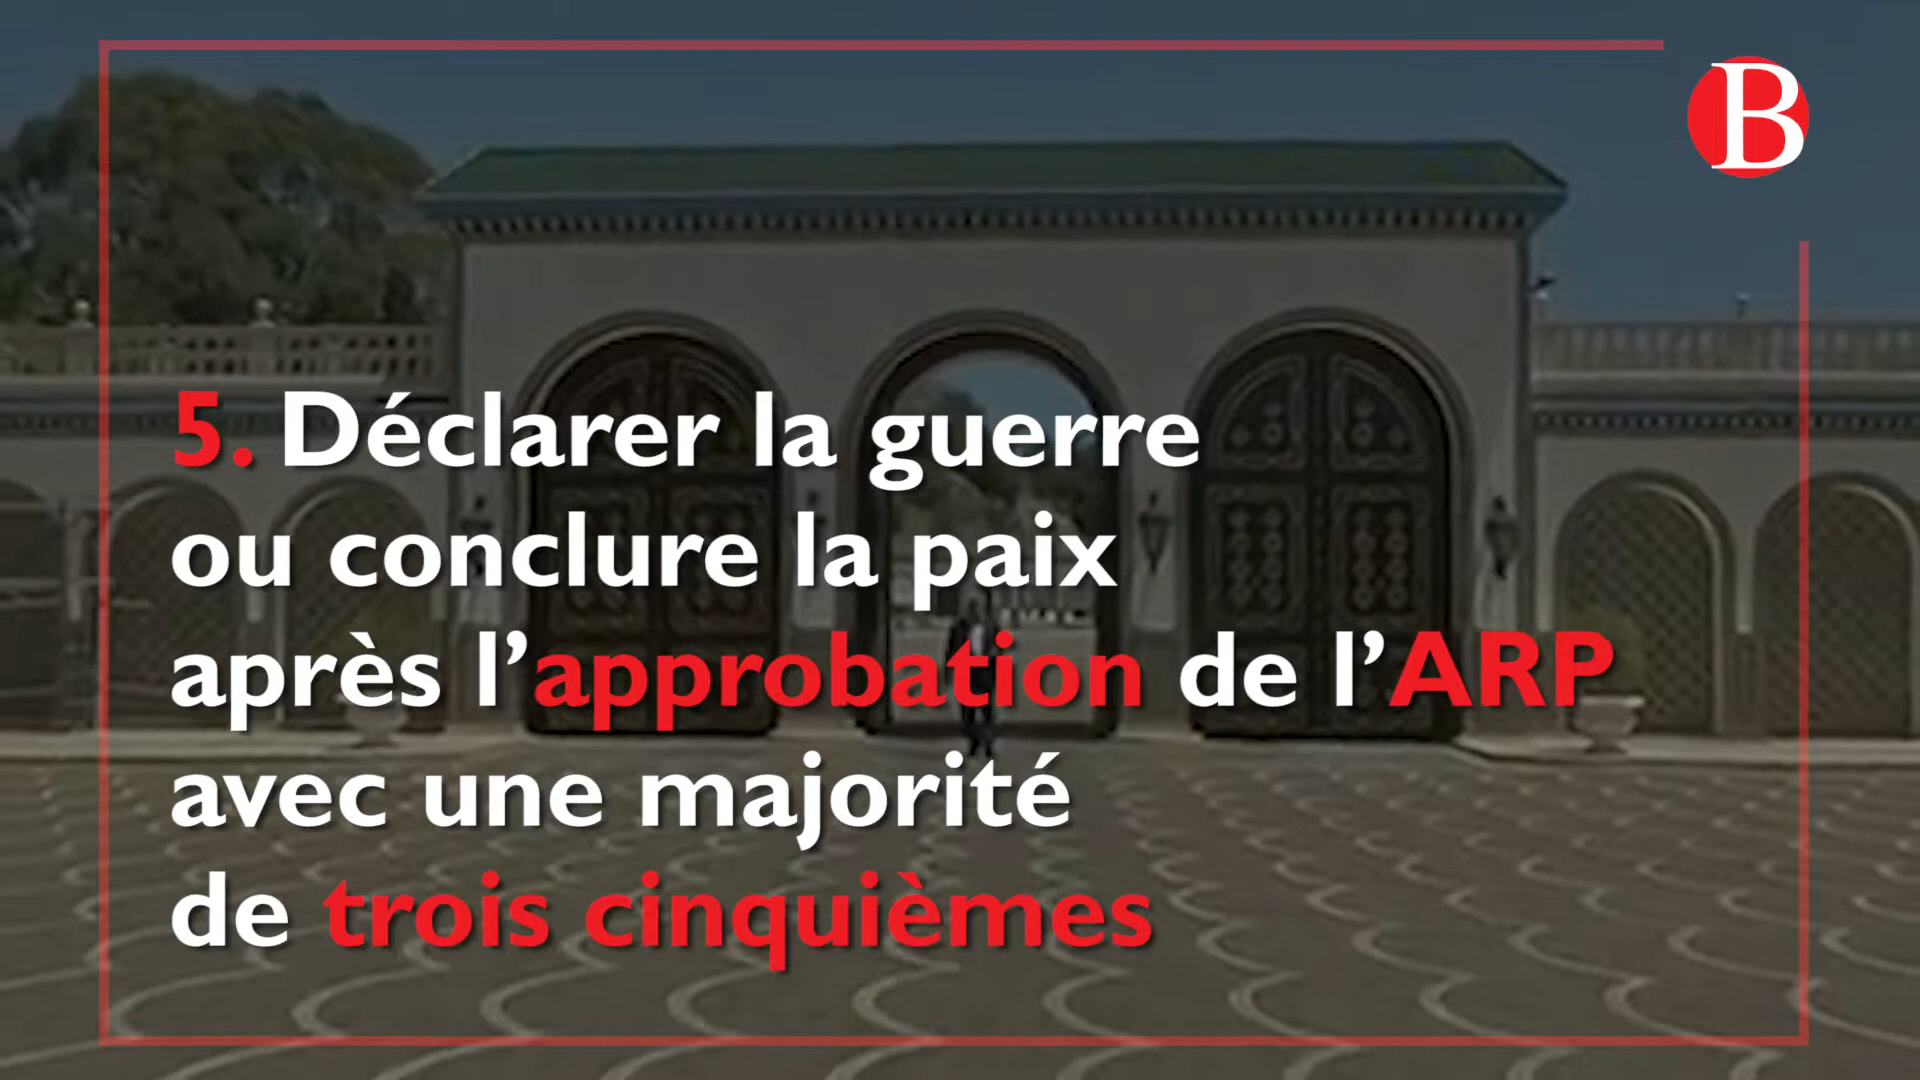 B
5. Déclarer la guerre
ou conclure la paix
après l’approbation de l’ARP
avec une majorité
de trois cinquièmes